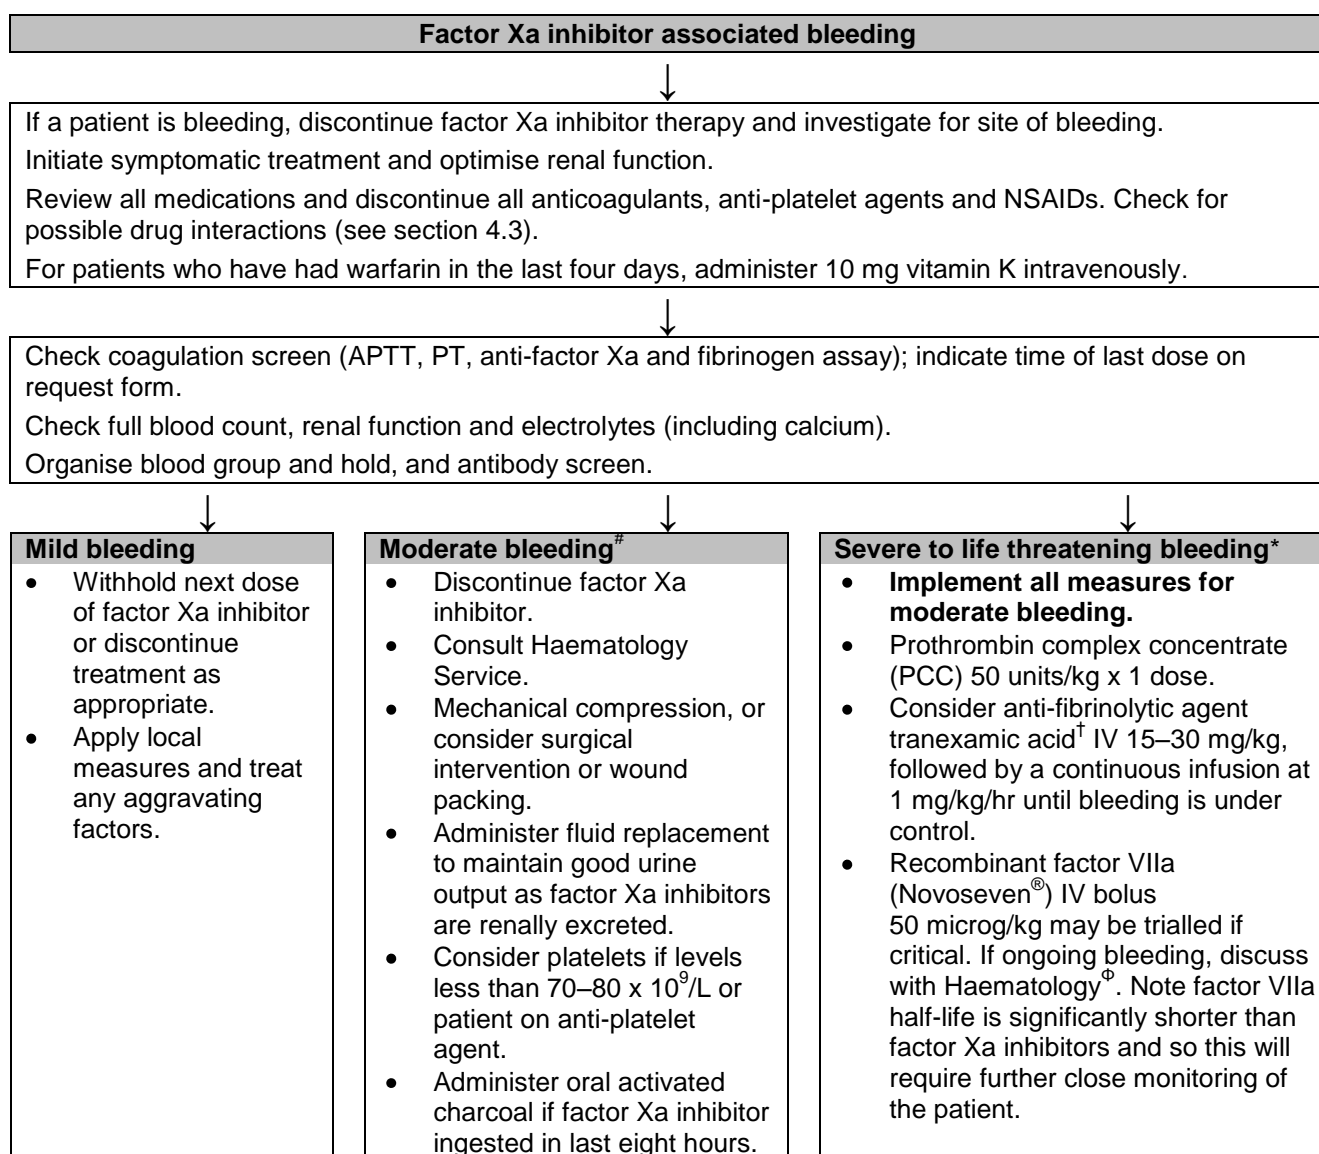 Factor Xa inhibitor associated bleeding
↓
If a patient is bleeding, discontinue factor Xa inhibitor therapy and investigate for site of bleeding.
Initiate symptomatic treatment and optimise renal function.
Review all medications and discontinue all anticoagulants, anti-platelet agents and NSAIDs. Check for
possible drug interactions (see section 4.3).
For patients who have had warfarin in the last four days, administer 10 mg vitamin K intravenously.
↓
Check coagulation screen (APTT, PT, anti-factor Xa and fibrinogen assay); indicate time of last dose on
request form.
Check full blood count, renal function and electrolytes (including calcium).
Organise blood group and hold, and antibody screen.
↓ ↓ ↓
Mild bleeding
• Withhold next dose
of factor Xa inhibitor
or discontinue
treatment as
appropriate.
• Apply local
measures and treat
any aggravating
factors.
Moderate bleeding#
• Discontinue factor Xa
inhibitor.
• Consult Haematology
Service.
• Mechanical compression, or
consider surgical
intervention or wound
packing.
• Administer fluid replacement
to maintain good urine
output as factor Xa inhibitors
are renally excreted.
• Consider platelets if levels
less than 70–80 x 10⁹/L or
patient on anti-platelet
agent.
• Administer oral activated
charcoal if factor Xa inhibitor
ingested in last eight hours.
Severe to life threatening bleeding*
• Implement all measures for
moderate bleeding.
• Prothrombin complex concentrate
(PCC) 50 units/kg x 1 dose.
• Consider anti-fibrinolytic agent
tranexamic acid† IV 15–30 mg/kg,
followed by a continuous infusion at
1 mg/kg/hr until bleeding is under
control.
• Recombinant factor VIIa
(Novoseven®) IV bolus
50 microg/kg may be trialled if
critical. If ongoing bleeding, discuss
with HaematologyΦ. Note factor VIIa
half-life is significantly shorter than
factor Xa inhibitors and so this will
require further close monitoring of
the patient.